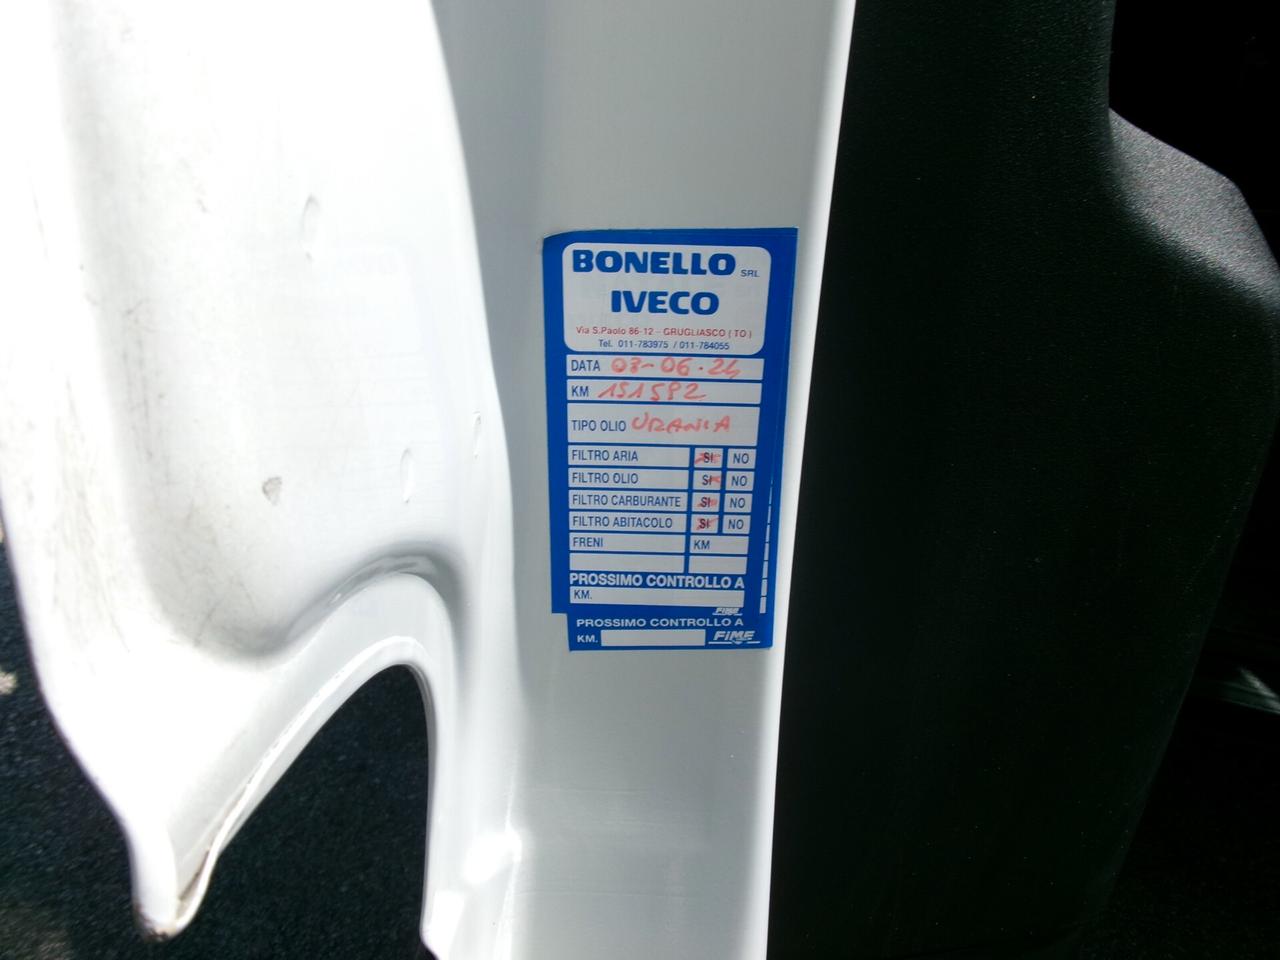 BONELLO SRL
IVECO
Via S.Paolo 86-12 - GRUGLIASCO ( TO )
Tel. 011-783975 / 011-784055
DATA 03-06.24
KM 151592
TIPO OLIO URANIA
FILTRO ARIA SI NO
FILTRO OLIO SI NO
FILTRO CARBURANTE SI NO
FILTRO ABITACOLO SI NO
FRENI KM
PROSSIMO CONTROLLO A
KM.
FIME
PROSSIMO CONTROLLO A
KM. FIME